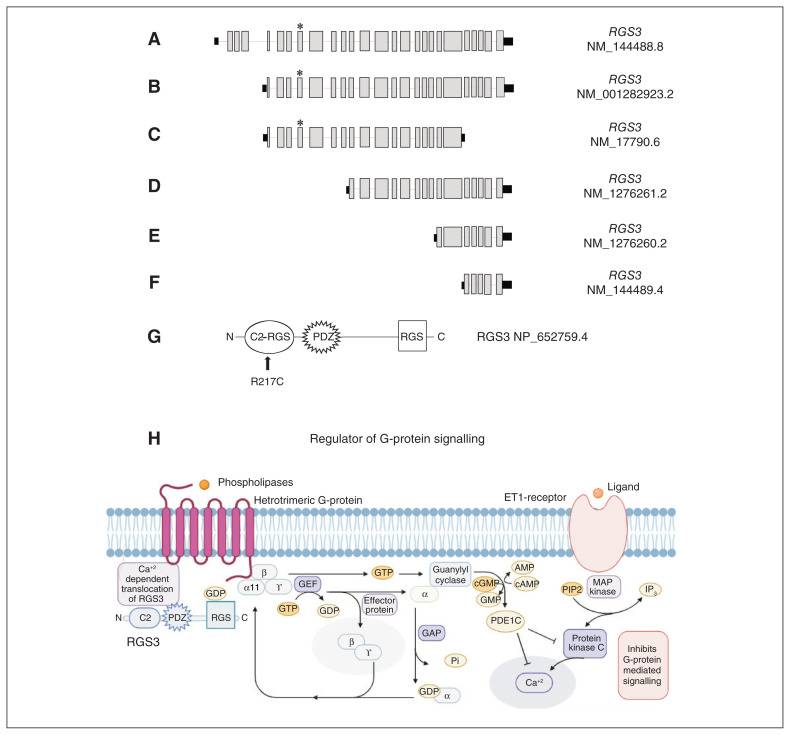 *
A
RGS3
NM_144488.8
*
B
RGS3
NM_001282923.2
*
C
RGS3
NM_17790.6
D
RGS3
NM_1276261.2
E
RGS3
NM_1276260.2
F
RGS3
NM_144489.4
G
N
C2–RGS
PDZ
RGS
C
RGS3 NP_652759.4
R217C
H
Regulator of G-protein signalling
Phospholipases
Hetrotrimeric G-protein
ET1-receptor
Ligand
Ca+2
dependent
translocation
of RGS3
GDP
N
C2
PDZ
RGS
C
RGS3
β
α11
ϒ
GEF
GTP
GDP
GTP
Effector
protein
β
ϒ
Guanylyl
cyclase
α
GAP
Pi
GDP
α
cGMP
GMP
AMP
cAMP
PDE1C
Ca+2
PIP2
MAP
kinase
IP3
Protein
kinase C
Inhibits
G-protein
mediated
signalling